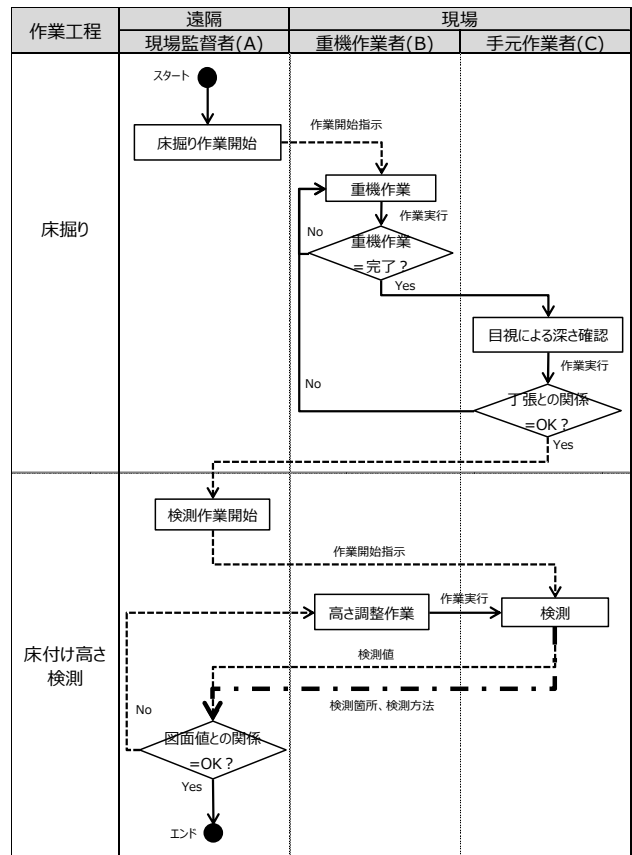 作業工程
遠隔
現場
現場監督者(A)
重機作業者(B)
手元作業者(C)
スタート
床掘り作業開始
作業開始指示
重機作業
作業実行
床掘り
No
重機作業
=完了?
Yes
目視による深さ確認
作業実行
No
丁張との関係
=OK?
Yes
検測作業開始
作業開始指示
高さ調整作業
作業実行
検測
床付け高さ
検測
検測値
検測箇所、検測方法
No
図面値との関係
=OK?
Yes
エンド